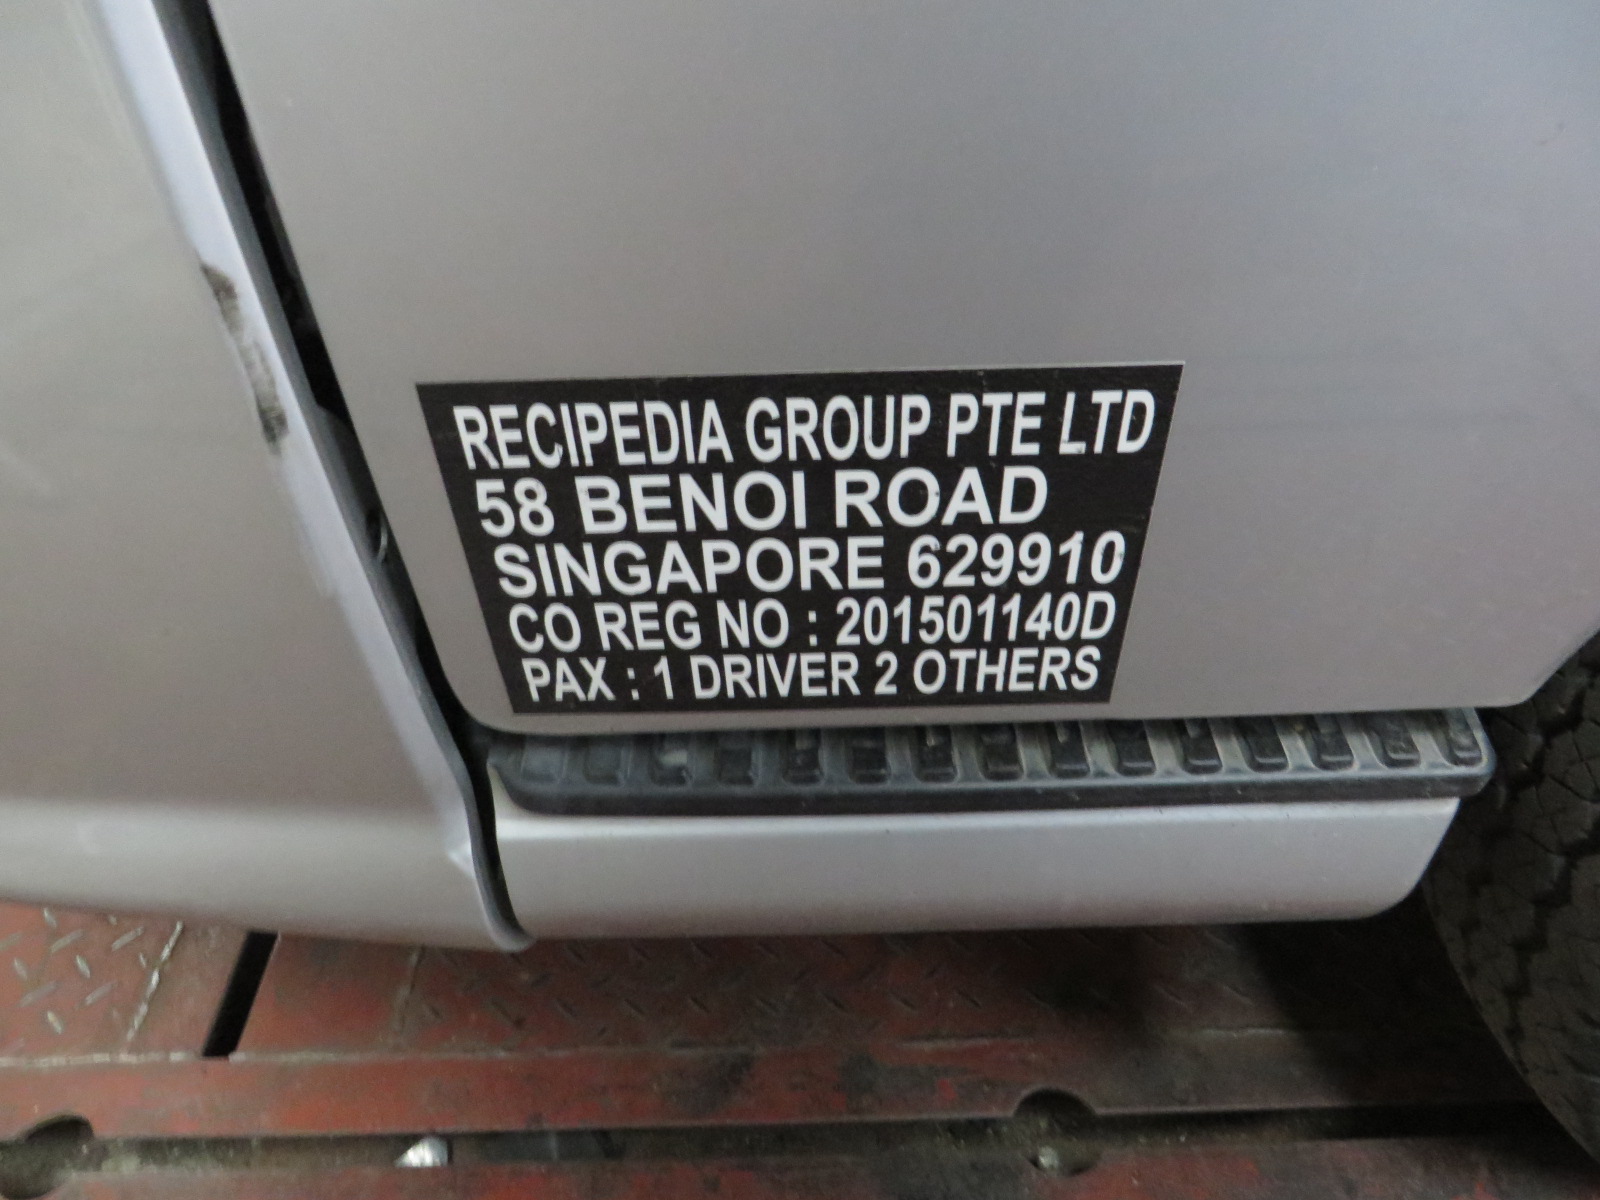 RECIPEDIA GROUP PTE LTD
58 BENOI ROAD
SINGAPORE 629910
CO REG NO : 201501140D
PAX : 1 DRIVER 2 OTHERS